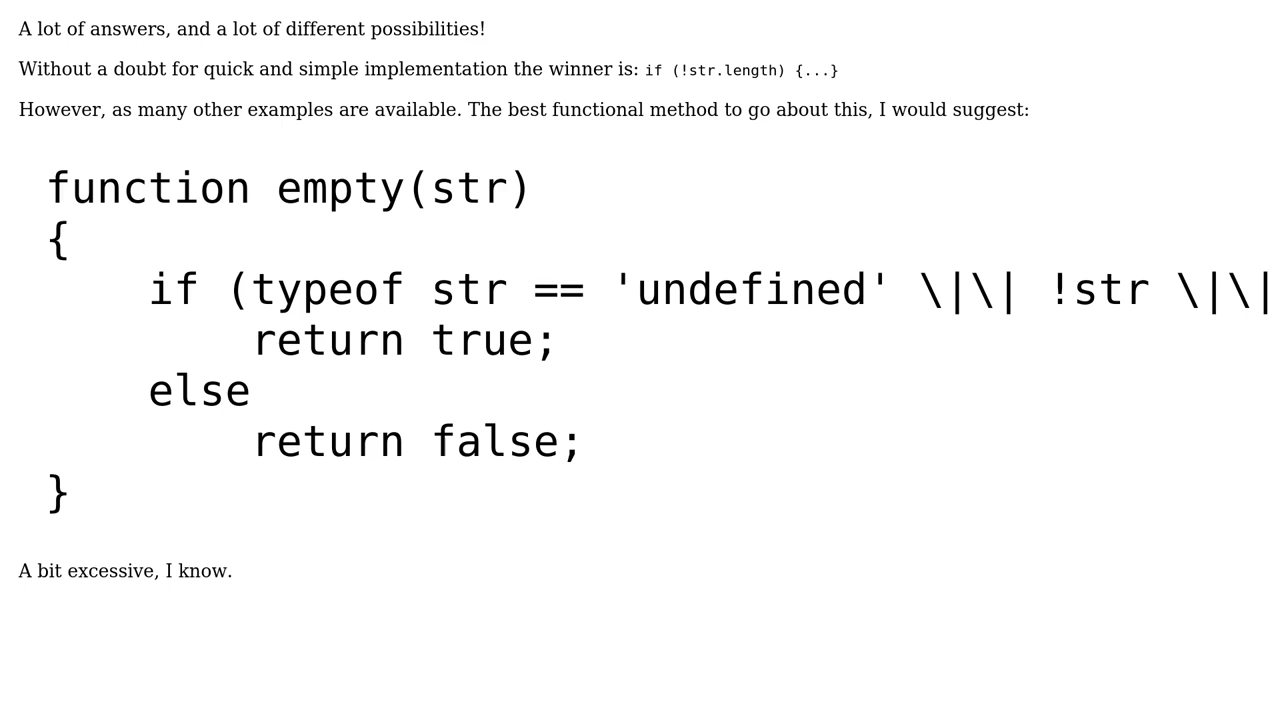 A lot of answers, and a lot of different possibilities!
Without a doubt for quick and simple implementation the winner is: if (!str.length) {...}
However, as many other examples are available. The best functional method to go about this, I would suggest:
function empty(str)
{
    if (typeof str == 'undefined' \|\| !str \|\|
        return true;
    else
        return false;
}
A bit excessive, I know.